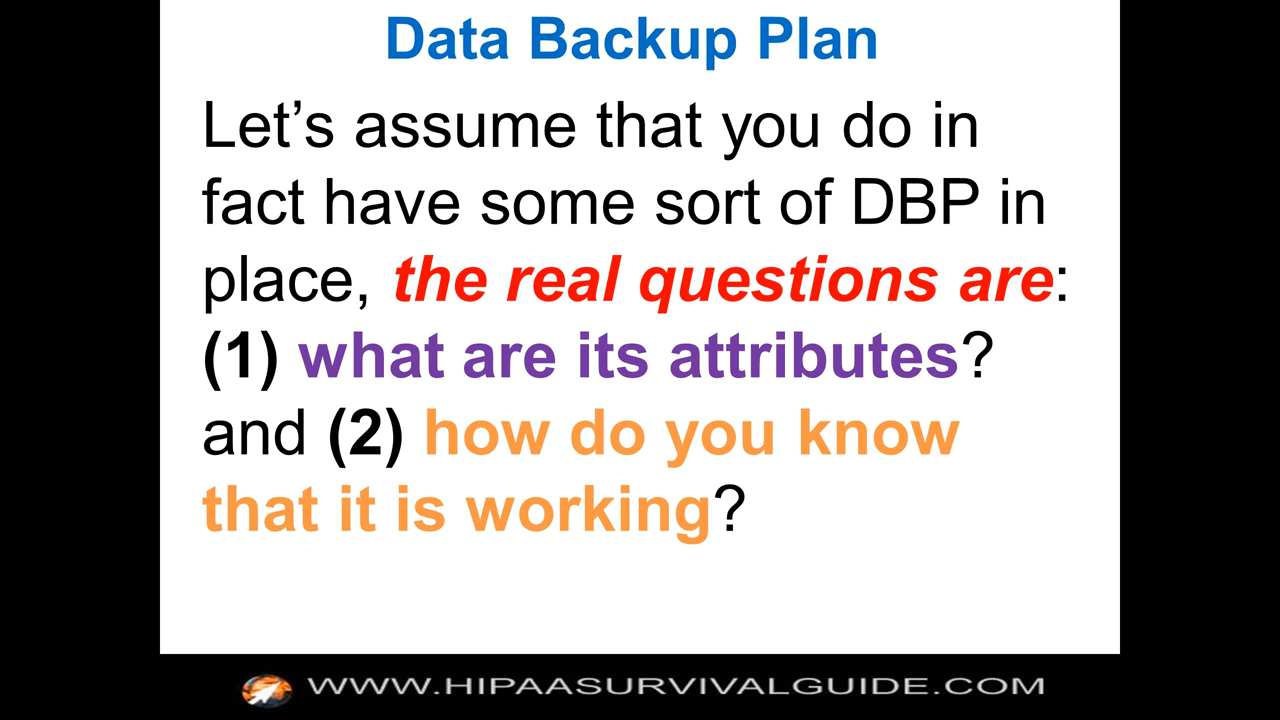 Data Backup Plan
Let’s assume that you do in
fact have some sort of DBP in
place, the real questions are:
(1) what are its attributes?
and (2) how do you know
that it is working?
WWW.HIPAASURVIVALGUIDE.COM